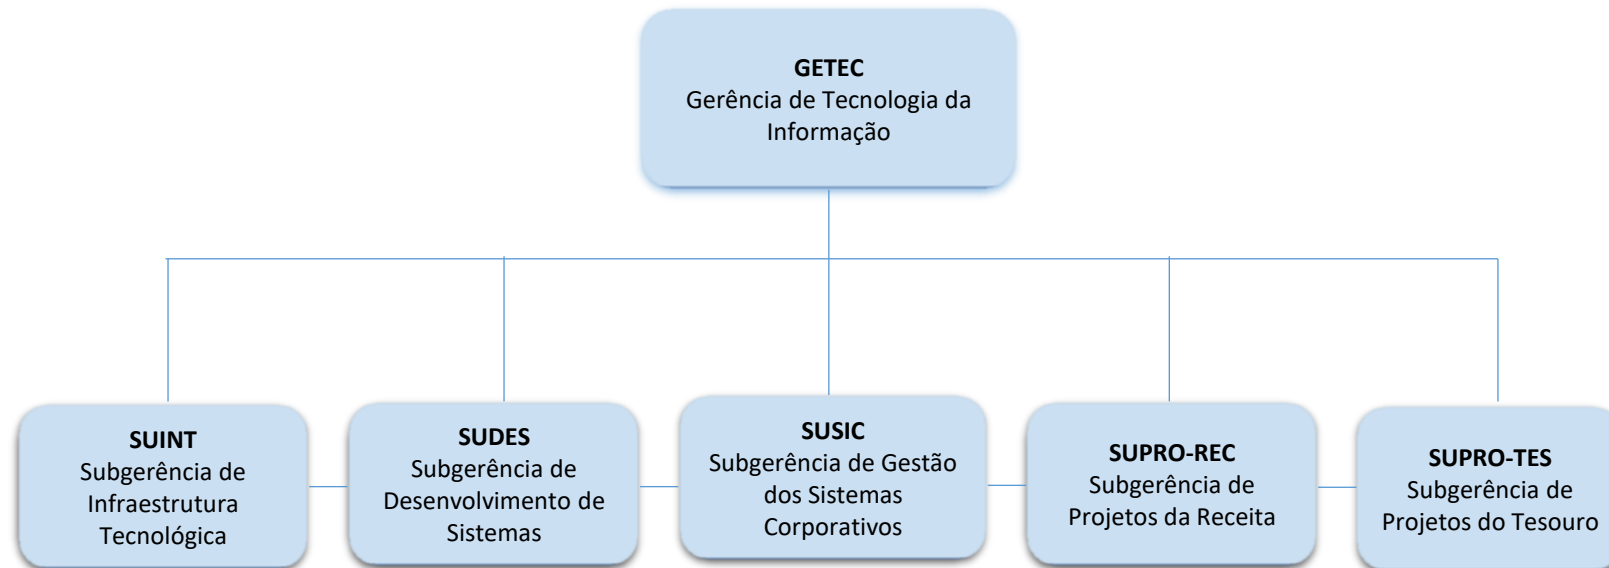 GETEC
Gerência de Tecnologia da
Informação
SUINT
Subgerência de
Infraestrutura
Tecnológica
SUDES
Subgerência de
Desenvolvimento de
Sistemas
SUSIC
Subgerência de Gestão
dos Sistemas
Corporativos
SUPRO-REC
Subgerência de
Projetos da Receita
SUPRO-TES
Subgerência de
Projetos do Tesouro